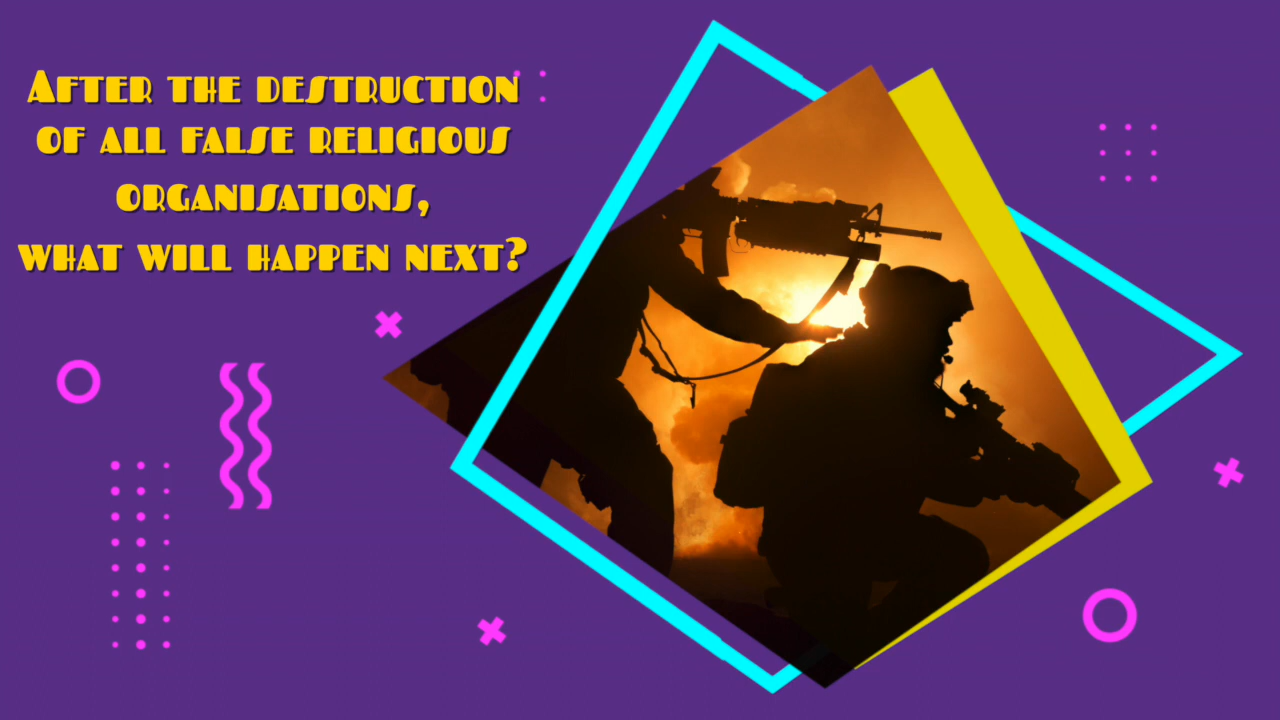 After the destruction
of all false religious
organisations,
what will happen next?